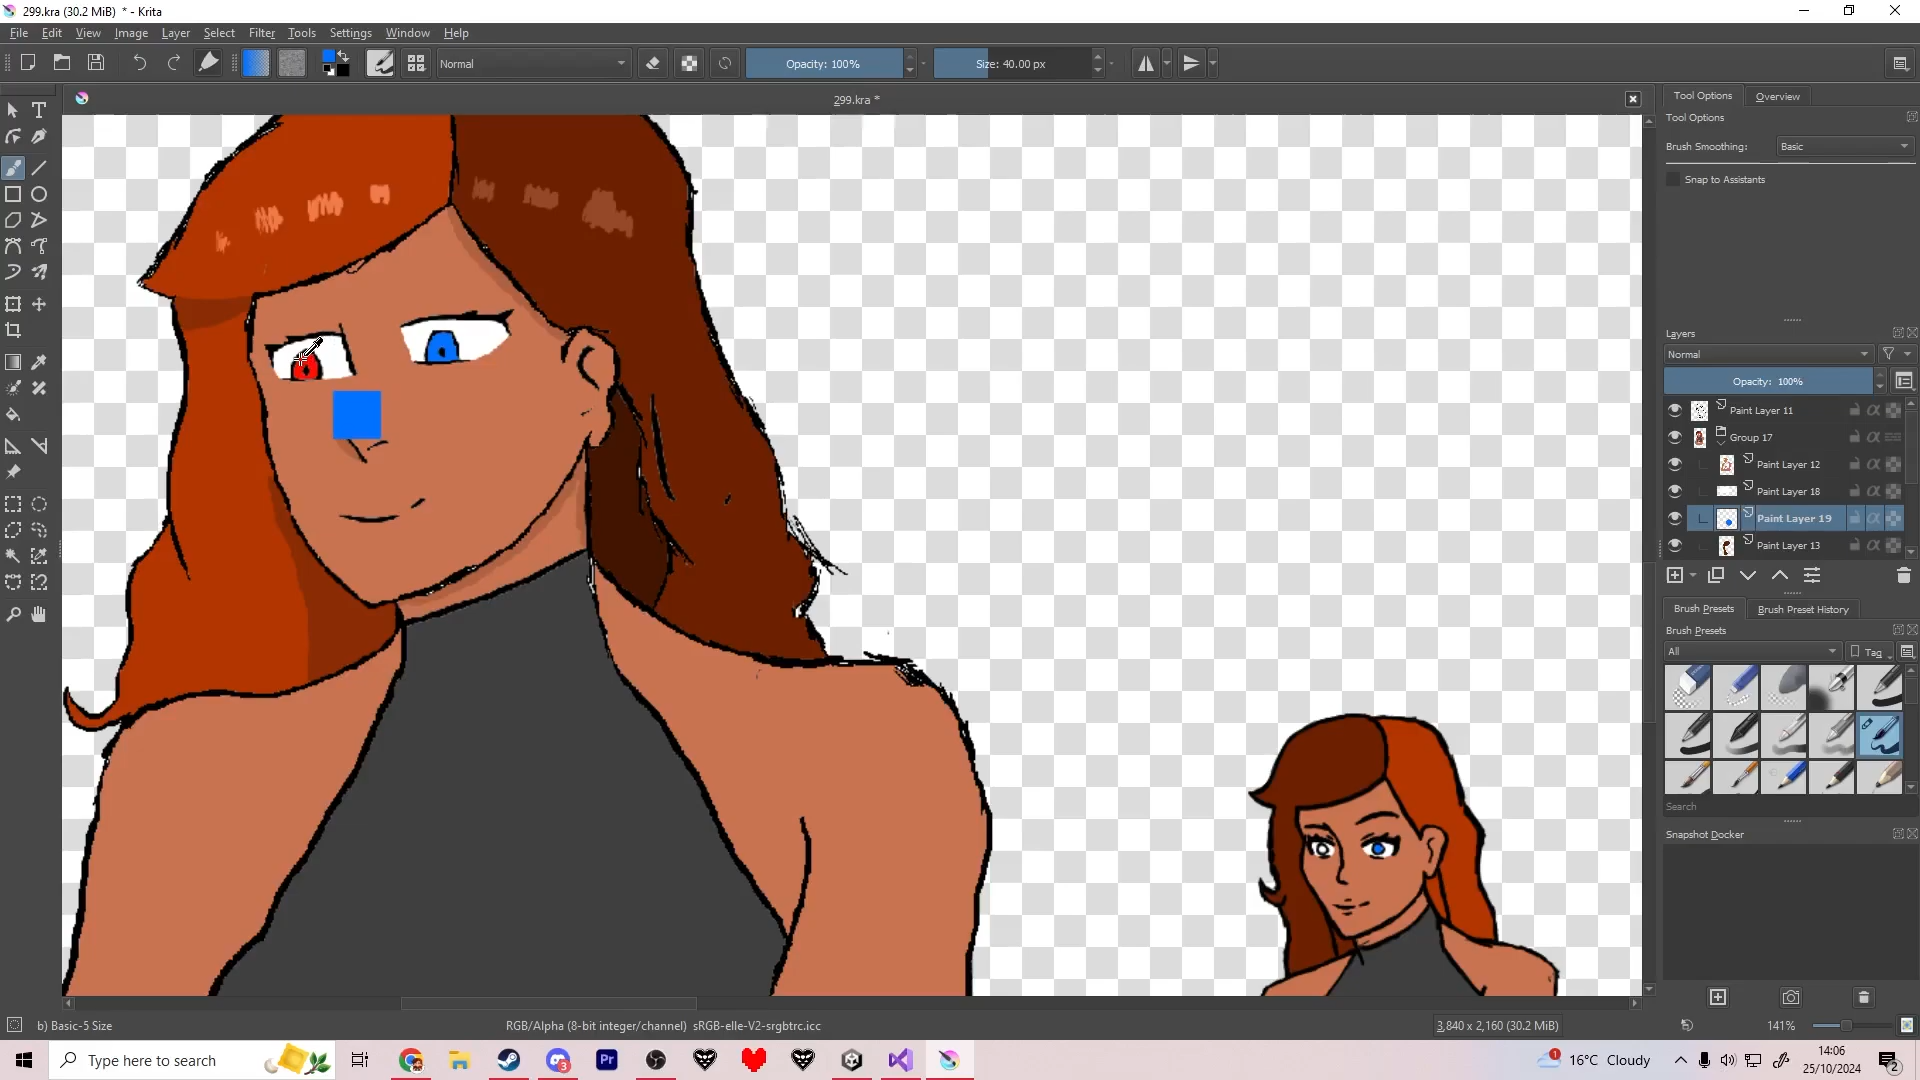 299.kra (30.2 MiB) * - Krita
File Edit View Image Layer Select Filter Tools Settings Window Help
Normal
Opacity: 100%
Size: 40.00 px
299.kra *
Tool Options
Overview
Tool Options
Brush Smoothing:
Basic
Snap to Assistants
Layers
Normal
Opacity: 100%
Paint Layer 11
Group 17
Paint Layer 12
Paint Layer 18
Paint Layer 19
Paint Layer 13
Brush Presets
Brush Preset History
Brush Presets
All
Tag
Search
Snapshot Docker
b) Basic-5 Size
RGB/Alpha (8-bit integer/channel) sRGB-elle-V2-srgbtrc.icc
3,840 x 2,160 (30.2 MiB)
141%
Type here to search
Pr
3
1
16°C Cloudy
14:06
25/10/2024
2